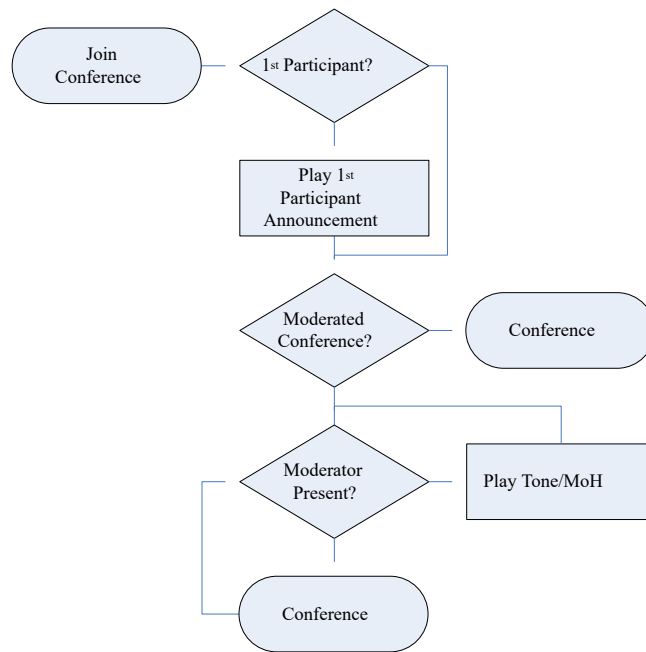 Join
Conference
1st Participant?
Play 1st
Participant
Announcement
Moderated
Conference?
Conference
Moderator
Present?
Play Tone/MoH
Conference